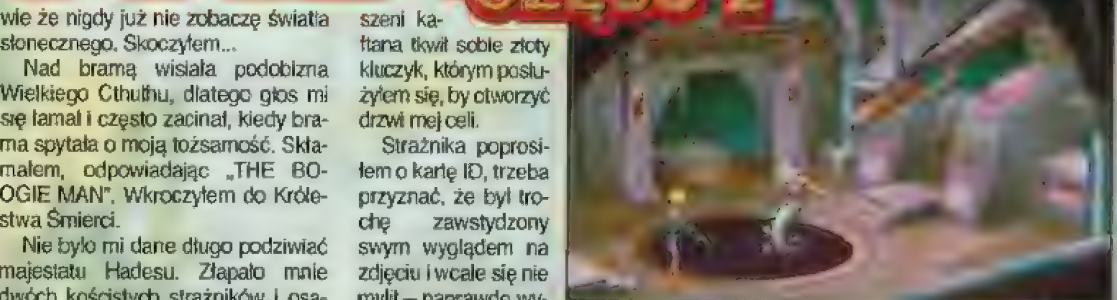 wie że nigdy już nie zobaczę światła
słonecznego. Skoczyłem...
Nad bramą wisiała podobizna
Wielkiego Cthulhu, dlatego głos mi
się łamał i często zacinał, kiedy bra-
ma spytała o moją tożsamość. Skła-
małem, odpowiadając „THE BO-
OGIE MAN". Wkroczyłem do Króle-
stwa Śmierci.
Nie było mi dane długo podziwiać
majestatu Hadesu. Złapało mnie
dwóch kościstych strażników i osa-
szeni ka-
ftana tkwił sobie złoty
kluczyk, którym posłu-
żyłem się, by otworzyć
drzwi mej celi.
Strażnika poprosi-
łem o kartę ID, trzeba
przyznać, że był tro-
chę zawstydzony
swym wyglądem na
zdjęciu i wcale się nie
mylił – naprawdę wy-
CZĘŚĆ 2